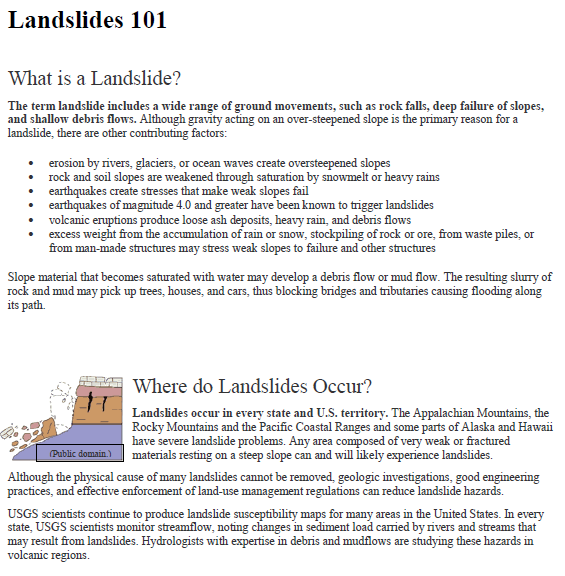 Landslides 101
What is a Landslide?
The term landslide includes a wide range of ground movements, such as rock falls, deep failure of slopes,
and shallow debris flows. Although gravity acting on an over-steepened slope is the primary reason for a
landslide, there are other contributing factors:
• erosion by rivers, glaciers, or ocean waves create oversteepened slopes
• rock and soil slopes are weakened through saturation by snowmelt or heavy rains
• earthquakes create stresses that make weak slopes fail
• earthquakes of magnitude 4.0 and greater have been known to trigger landslides
• volcanic eruptions produce loose ash deposits, heavy rain, and debris flows
• excess weight from the accumulation of rain or snow, stockpiling of rock or ore, from waste piles, or
from man-made structures may stress weak slopes to failure and other structures
Slope material that becomes saturated with water may develop a debris flow or mud flow. The resulting slurry of
rock and mud may pick up trees, houses, and cars, thus blocking bridges and tributaries causing flooding along
its path.
Where do Landslides Occur?
Landslides occur in every state and U.S. territory. The Appalachian Mountains, the
Rocky Mountains and the Pacific Coastal Ranges and some parts of Alaska and Hawaii
have severe landslide problems. Any area composed of very weak or fractured
materials resting on a steep slope can and will likely experience landslides.
(Public domain.)
Although the physical cause of many landslides cannot be removed, geologic investigations, good engineering
practices, and effective enforcement of land-use management regulations can reduce landslide hazards.
USGS scientists continue to produce landslide susceptibility maps for many areas in the United States. In every
state, USGS scientists monitor streamflow, noting changes in sediment load carried by rivers and streams that
may result from landslides. Hydrologists with expertise in debris and mudflows are studying these hazards in
volcanic regions.